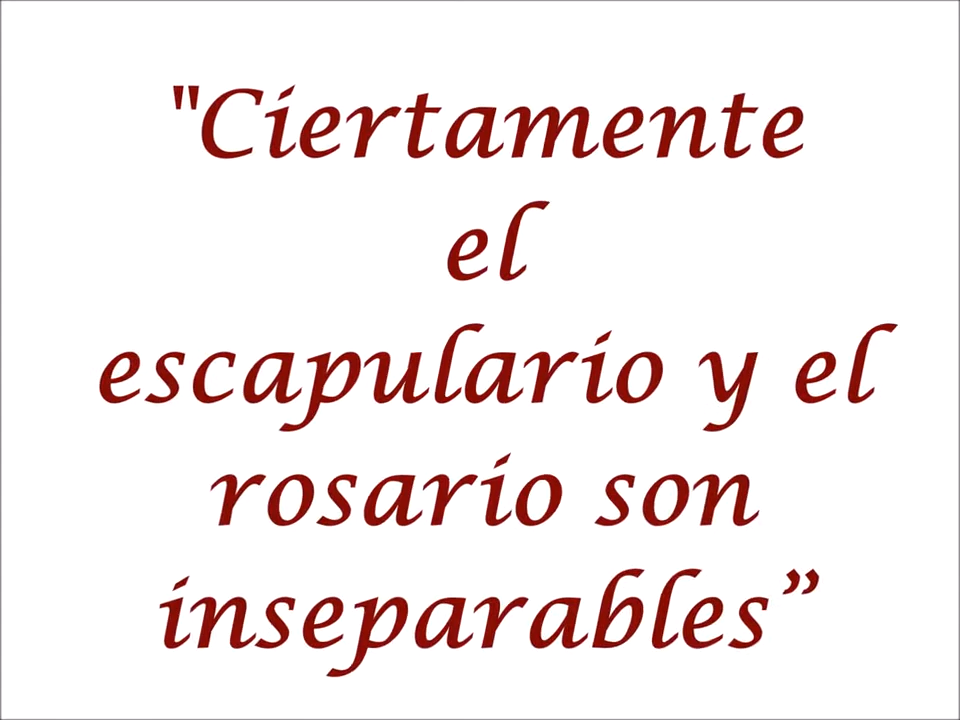 "Ciertamente
el
escapulario y el
rosario son
inseparables”